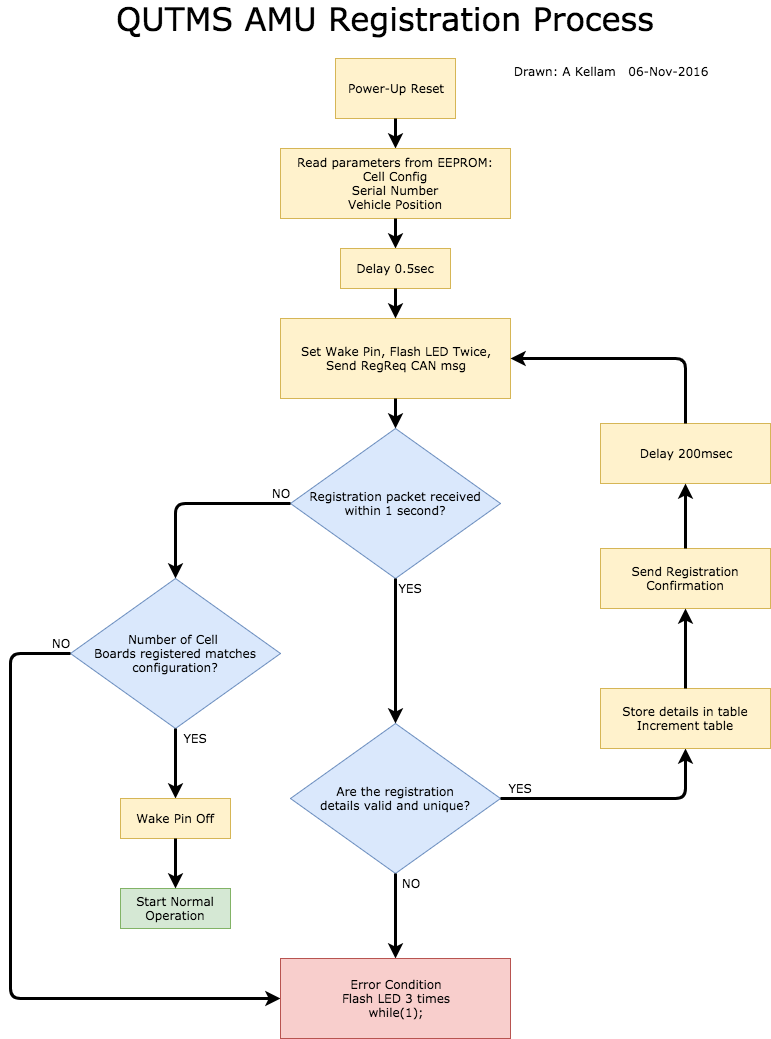 QUTMS AMU Registration Process
Drawn: A Kellam   06-Nov-2016
Power-Up Reset
Read parameters from EEPROM:
Cell Config
Serial Number
Vehicle Position
Delay 0.5sec
Set Wake Pin, Flash LED Twice,
Send RegReq CAN msg
Delay 200msec
NO
Registration packet received
within 1 second?
YES
Send Registration
Confirmation
NO
Number of Cell
Boards registered matches
configuration?
YES
Store details in table
Increment table
Are the registration
details valid and unique?
YES
Wake Pin Off
NO
Start Normal
Operation
Error Condition
Flash LED 3 times
while(1);